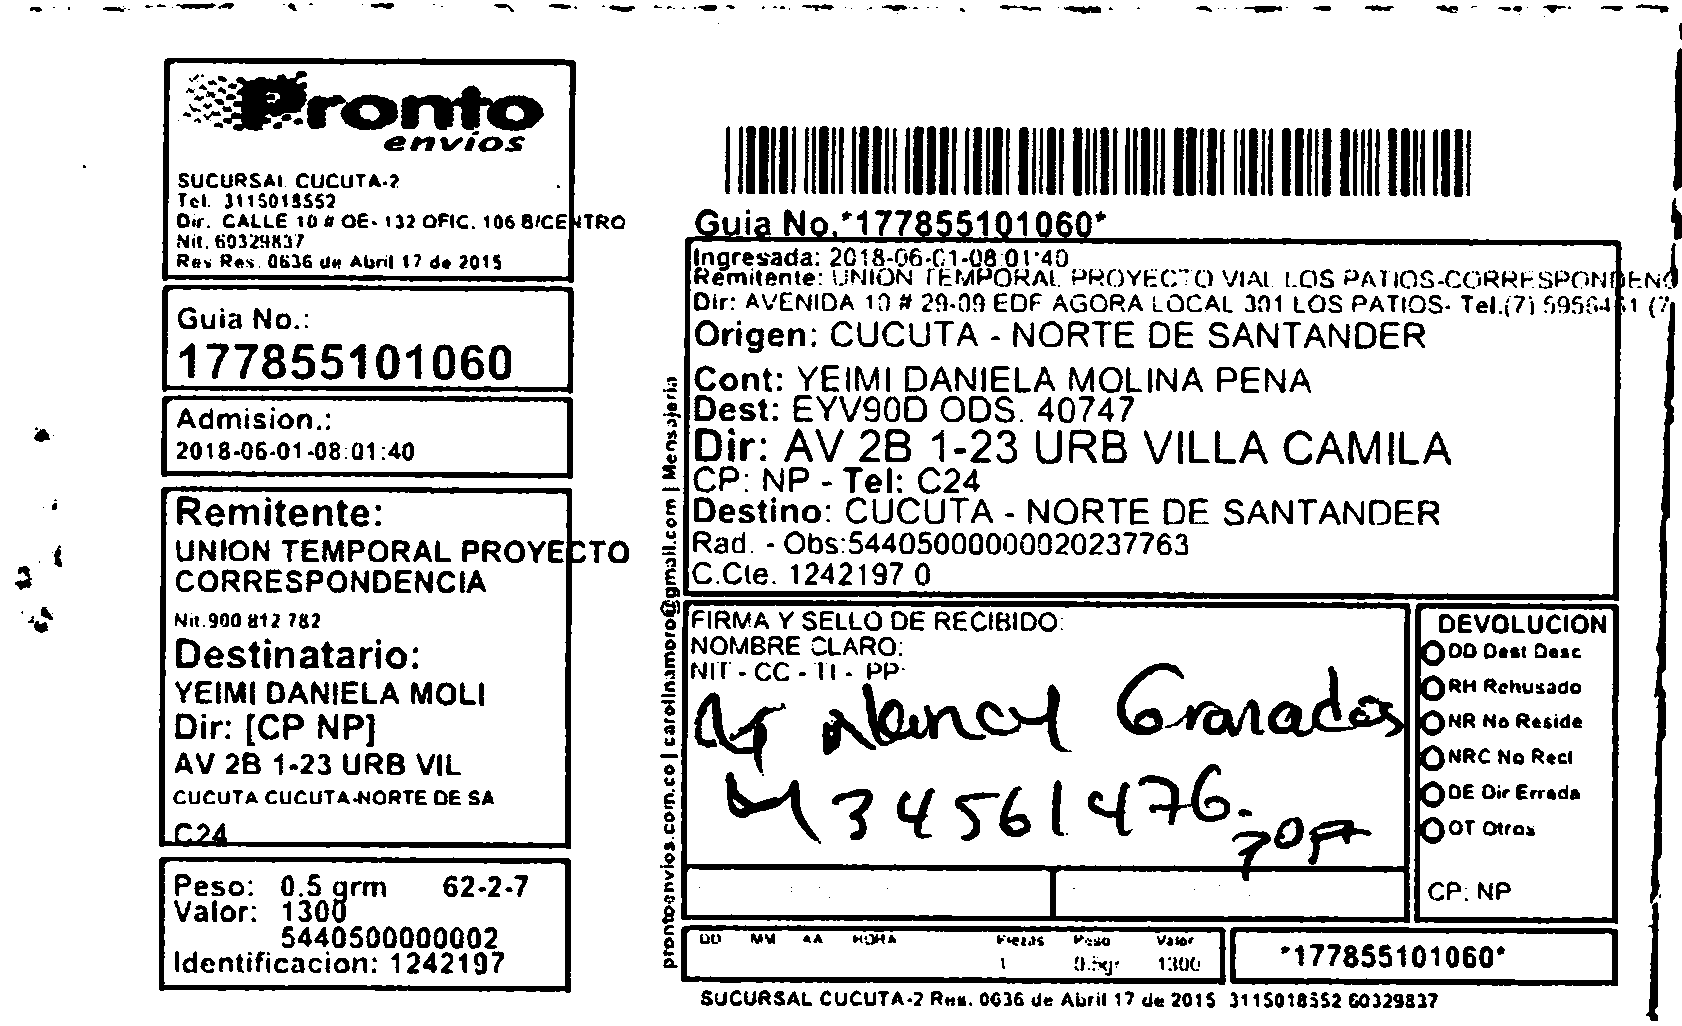 Pronto
envios
SUCURSAL CUCUTA-2
Tel. 3115018552
Dir. CALLE 10 # OE- 132 OFIC. 106 B/CENTRO
Nit. 60329837
Res Res. 0636 de Abril 17 de 2015
Guia No.:
177855101060
Admision.:
2018-06-01-08:01:40
Remitente:
UNION TEMPORAL PROYECTO
CORRESPONDENCIA
Nit.900 812 782
Destinatario:
YEIMI DANIELA MOLI
Dir: [CP NP]
AV 2B 1-23 URB VIL
CUCUTA CUCUTA-NORTE DE SA
C24
Peso: 0.5 grm 62-2-7
Valor: 1300
5440500000002
Identificacion: 1242197
prontoenvios.com.co | carolinamoro@gmail.com | Mensajeria
Guia No.*177855101060*
Ingresada: 2018-06-01-08:01:40
Remitente: UNION TEMPORAL PROYECTO VIAL LOS PATIOS-CORRESPONDENC
Dir: AVENIDA 10 # 29-09 EDF AGORA LOCAL 301 LOS PATIOS- Tel.(7) (7
Origen: CUCUTA - NORTE DE SANTANDER
Cont: YEIMI DANIELA MOLINA PENA
Dest: EYV90D ODS. 40747
Dir: AV 2B 1-23 URB VILLA CAMILA
CP: NP - Tel: C24
Destino: CUCUTA - NORTE DE SANTANDER
Rad. - Obs:54405000000020237763
C.Cte. 1242197 0
FIRMA Y SELLO DE RECIBIDO:
NOMBRE CLARO:
NIT - CC - TI - PP:
Nancy Granados
34561476
DEVOLUCION
DD Dest Desc
RH Rehusado
NR No Reside
NRC No Recl
DE Dir Errada
OT Otros
CP: NP
DD MM AA HORA Piezas Peso Valor
1 0.5gr 1300
*177855101060*
SUCURSAL CUCUTA-2 Res. 0636 de Abril 17 de 2015 3115018552 60329837